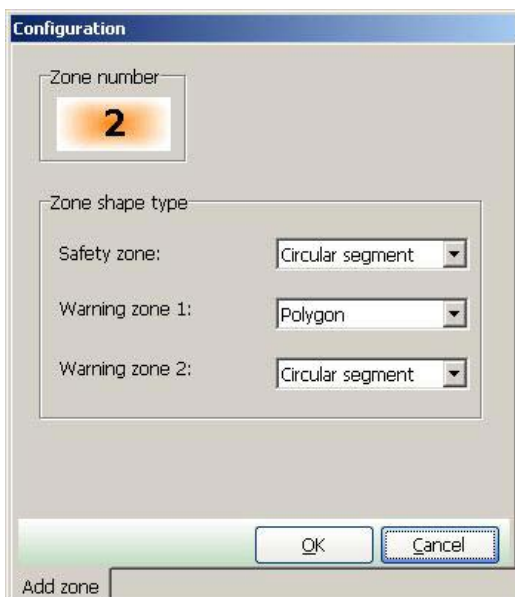 Configuration
Zone number
2
Zone shape type
Safety zone: Circular segment
Warning zone 1: Polygon
Warning zone 2: Circular segment
OK Cancel
Add zone